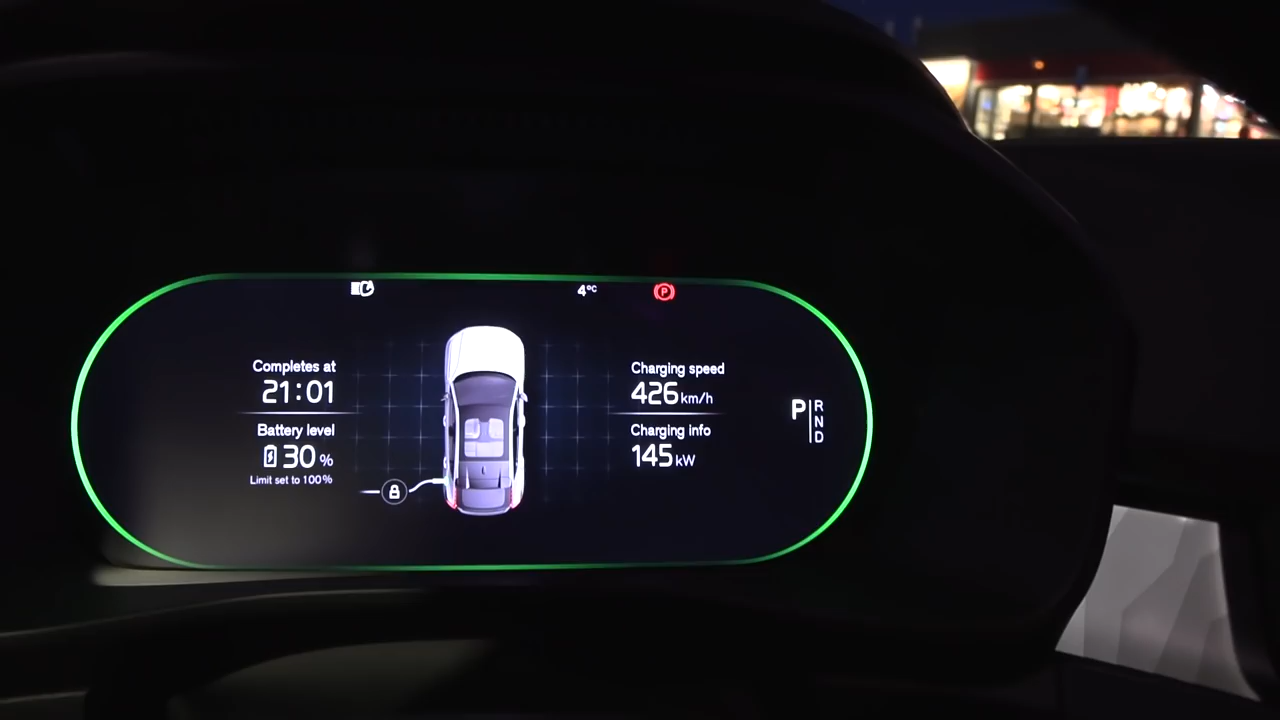 4°C
P
Completes at
21:01
Battery level
30 %
Limit set to 100%
Charging speed
426 km/h
Charging info
145 kW
P
R
N
D